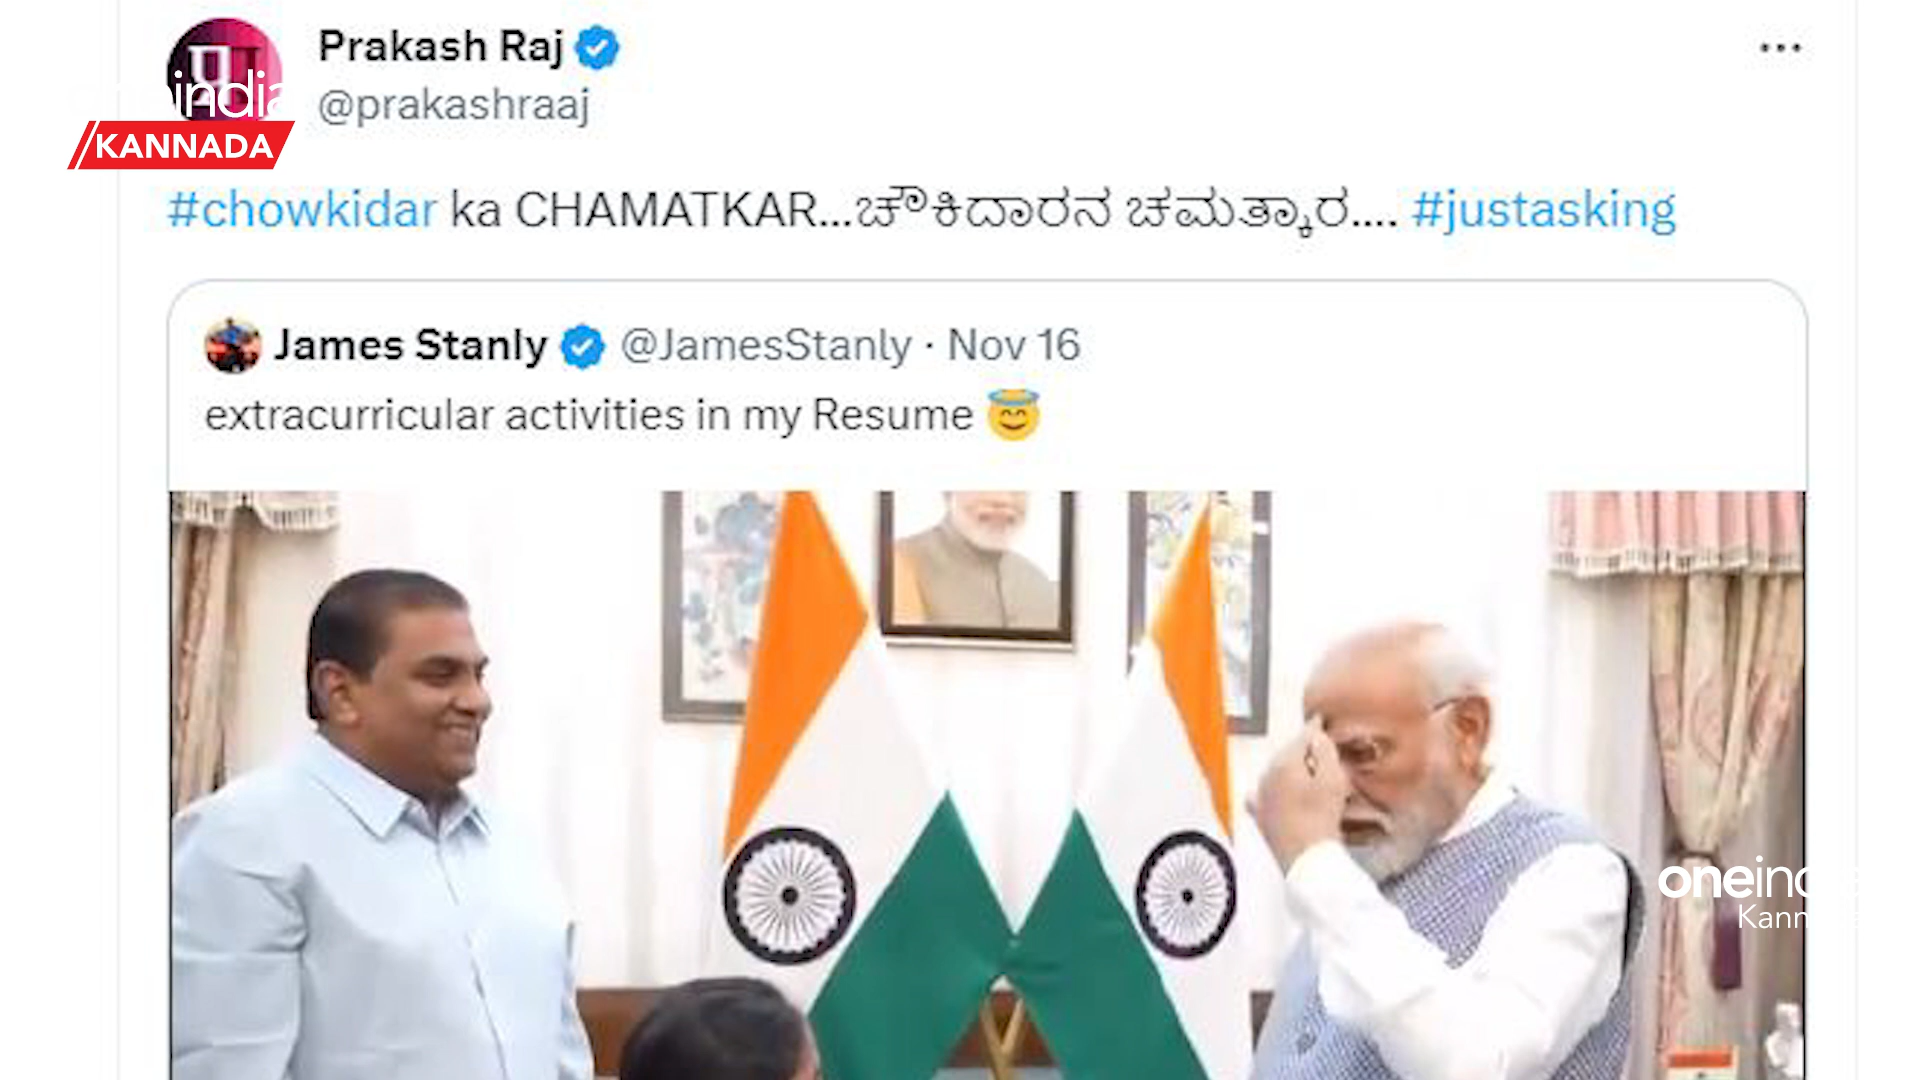 Prakash Raj
oneindia
@prakashraaj
KANNADA
#chowkidar ka CHAMATKAR...ಚೌಕಿದಾರನ ಚಮತ್ಕಾರ.... #justasking
James Stanly @JamesStanly · Nov 16
extracurricular activities in my Resume 😇